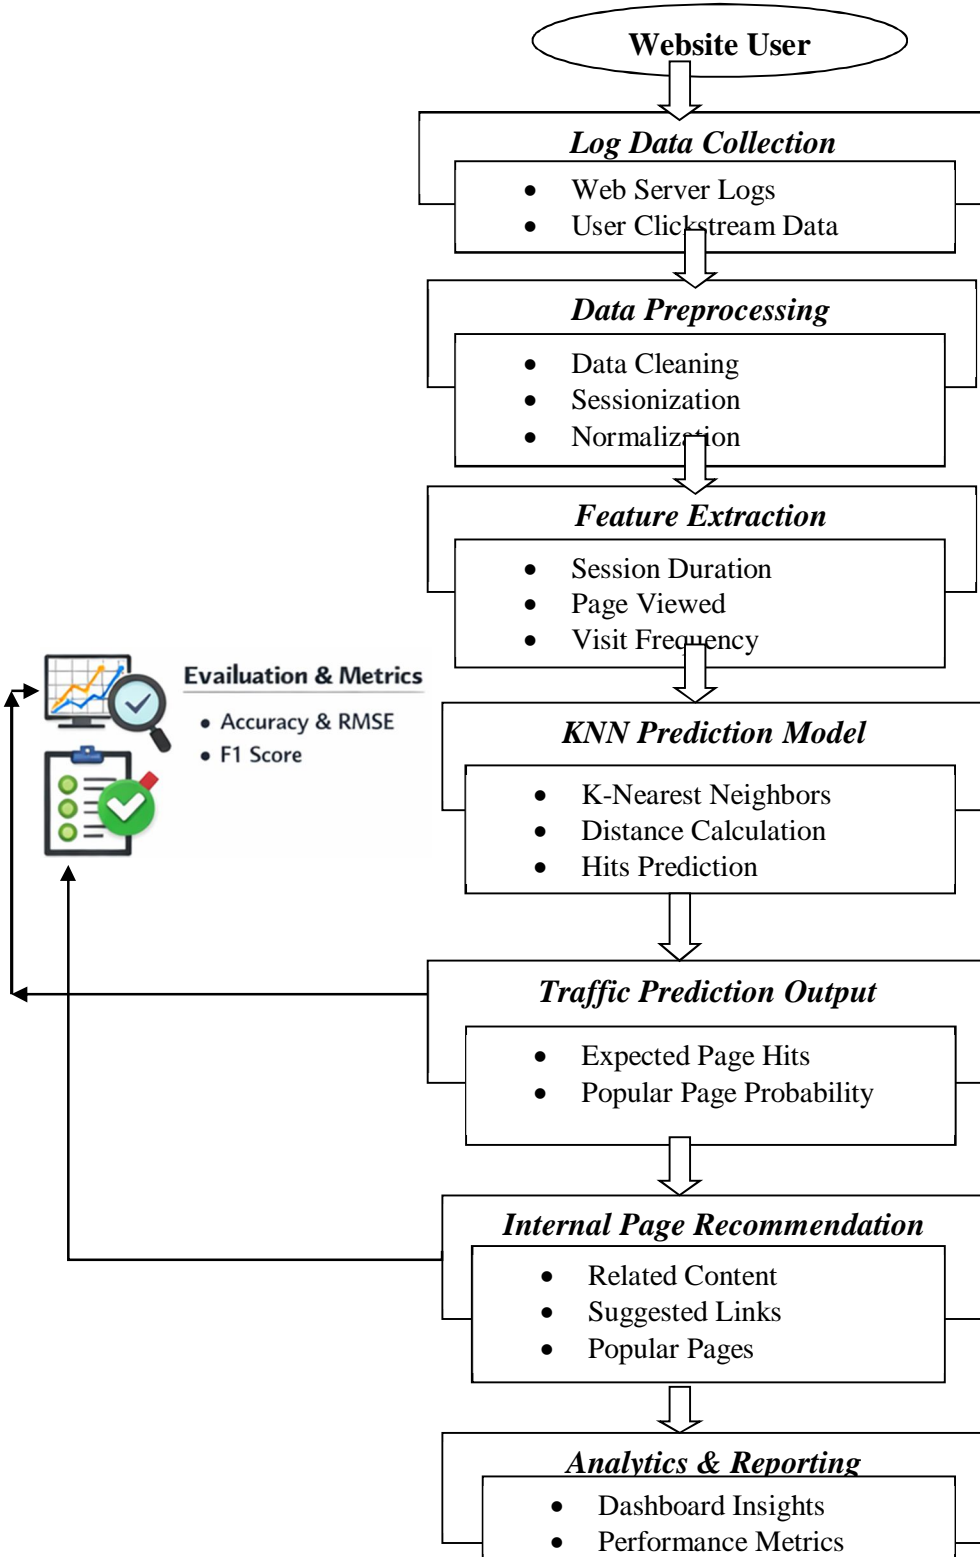 Website User
Log Data Collection
• Web Server Logs
• User Clickstream Data
Data Preprocessing
• Data Cleaning
• Sessionization
• Normalization
Feature Extraction
• Session Duration
• Page Viewed
• Visit Frequency
Evailuation & Metrics
• Accuracy & RMSE
• F1 Score
KNN Prediction Model
• K-Nearest Neighbors
• Distance Calculation
• Hits Prediction
Traffic Prediction Output
• Expected Page Hits
• Popular Page Probability
Internal Page Recommendation
• Related Content
• Suggested Links
• Popular Pages
Analytics & Reporting
• Dashboard Insights
• Performance Metrics